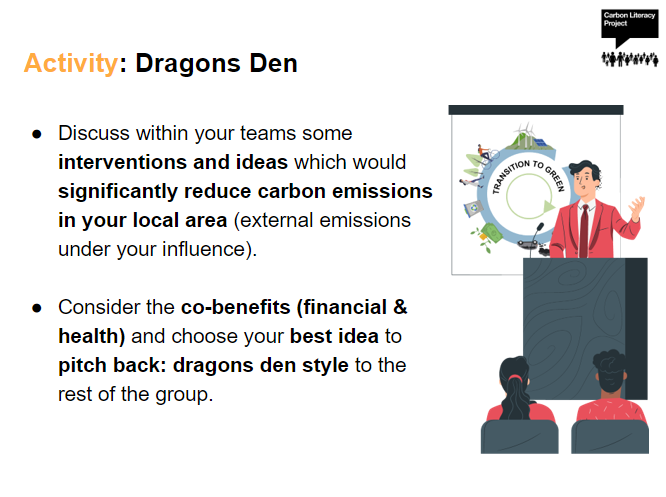 Carbon Literacy
Project
Activity: Dragons Den
● Discuss within your teams some
interventions and ideas which would
significantly reduce carbon emissions
in your local area (external emissions
under your influence).
● Consider the co-benefits (financial &
health) and choose your best idea to
pitch back: dragons den style to the
rest of the group.
TRANSITION TO GREEN